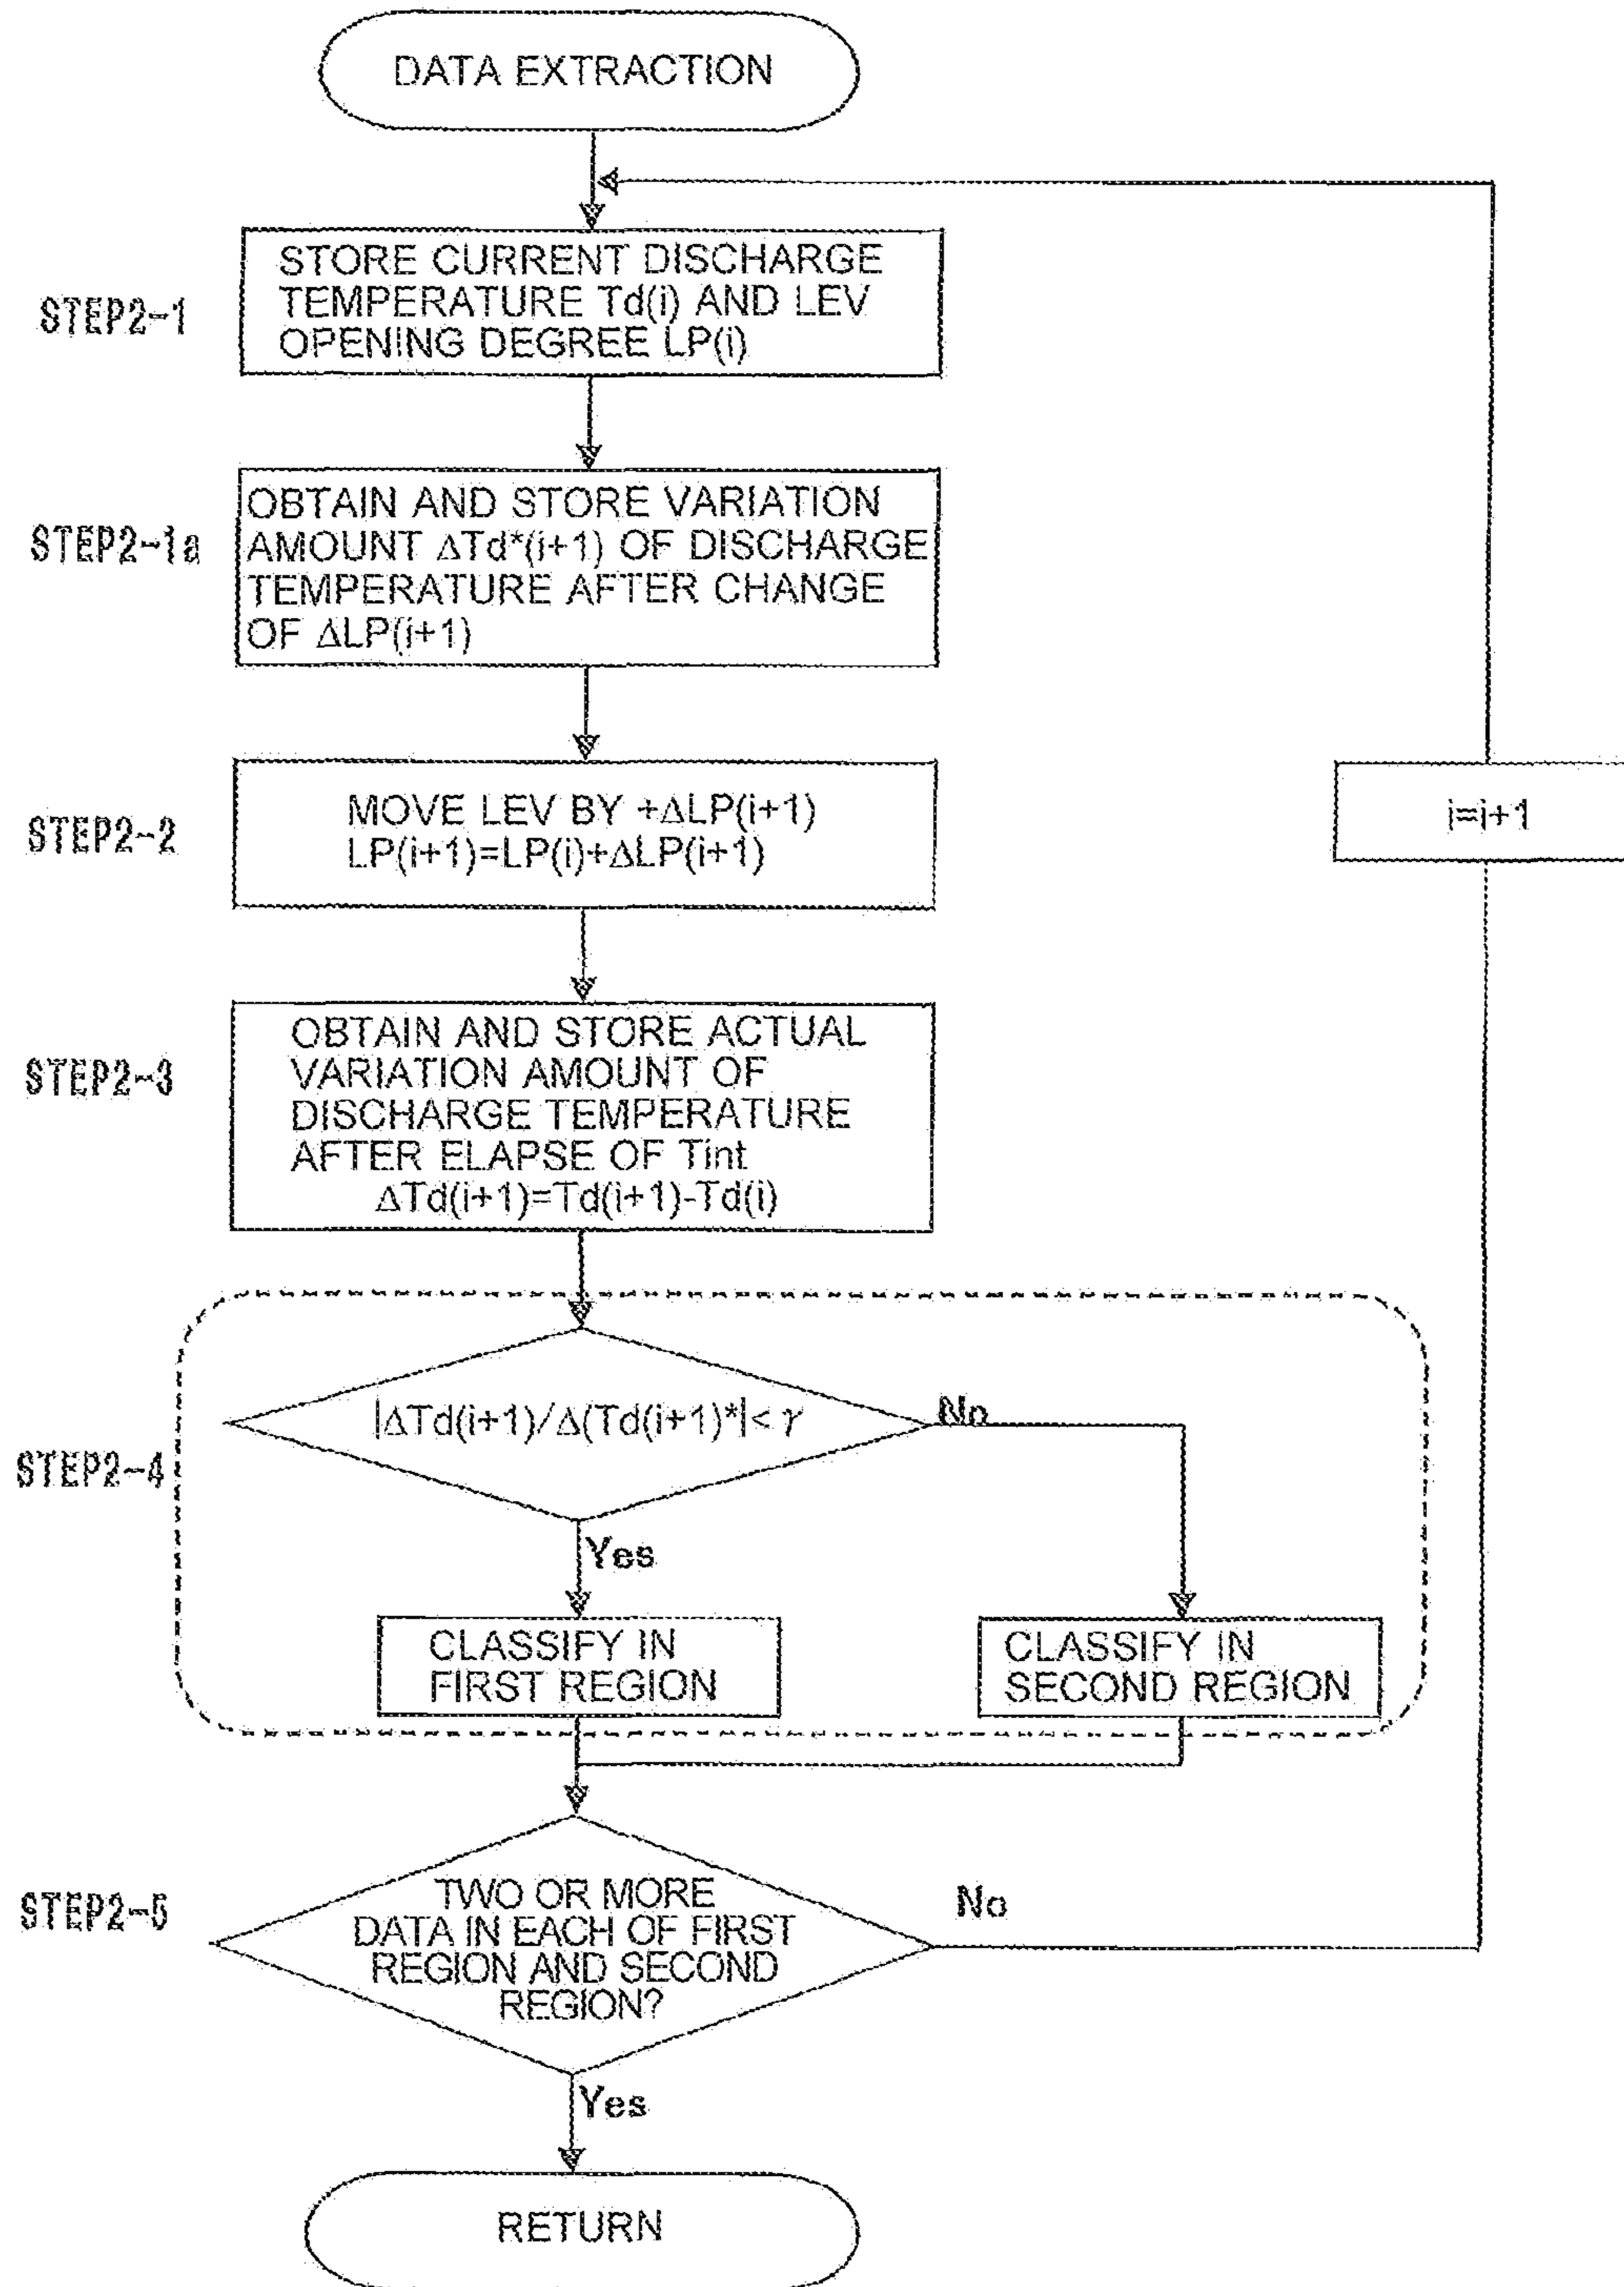 DATA EXTRACTION
STEP2-1
STORE CURRENT DISCHARGE
TEMPERATURE Td(i) AND LEV
OPENING DEGREE LP(i)
STEP2-1a
OBTAIN AND STORE VARIATION
AMOUNT ΔTd*(i+1) OF DISCHARGE
TEMPERATURE AFTER CHANGE
OF ΔLP(i+1)
STEP2-2
MOVE LEV BY +ΔLP(i+1)
LP(i+1)=LP(i)+ΔLP(i+1)
i=i+1
STEP2-3
OBTAIN AND STORE ACTUAL
VARIATION AMOUNT OF
DISCHARGE TEMPERATURE
AFTER ELAPSE OF Tint
ΔTd(i+1)=Td(i+1)-Td(i)
STEP2-4
|ΔTd(i+1)/Δ(Td(i+1)*|<γ
No
Yes
CLASSIFY IN
FIRST REGION
CLASSIFY IN
SECOND REGION
STEP2-5
TWO OR MORE
DATA IN EACH OF FIRST
REGION AND SECOND
REGION?
No
Yes
RETURN